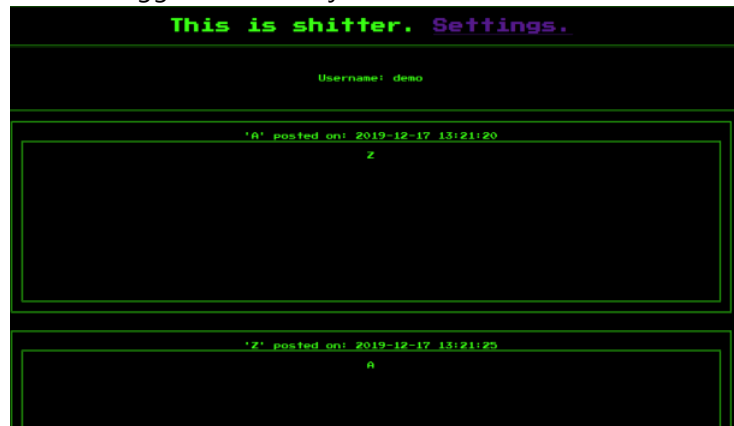 This is shitter. Settings.
Username: demo
'A' posted on: 2019-12-17 13:21:20
Z
'Z' posted on: 2019-12-17 13:21:25
A